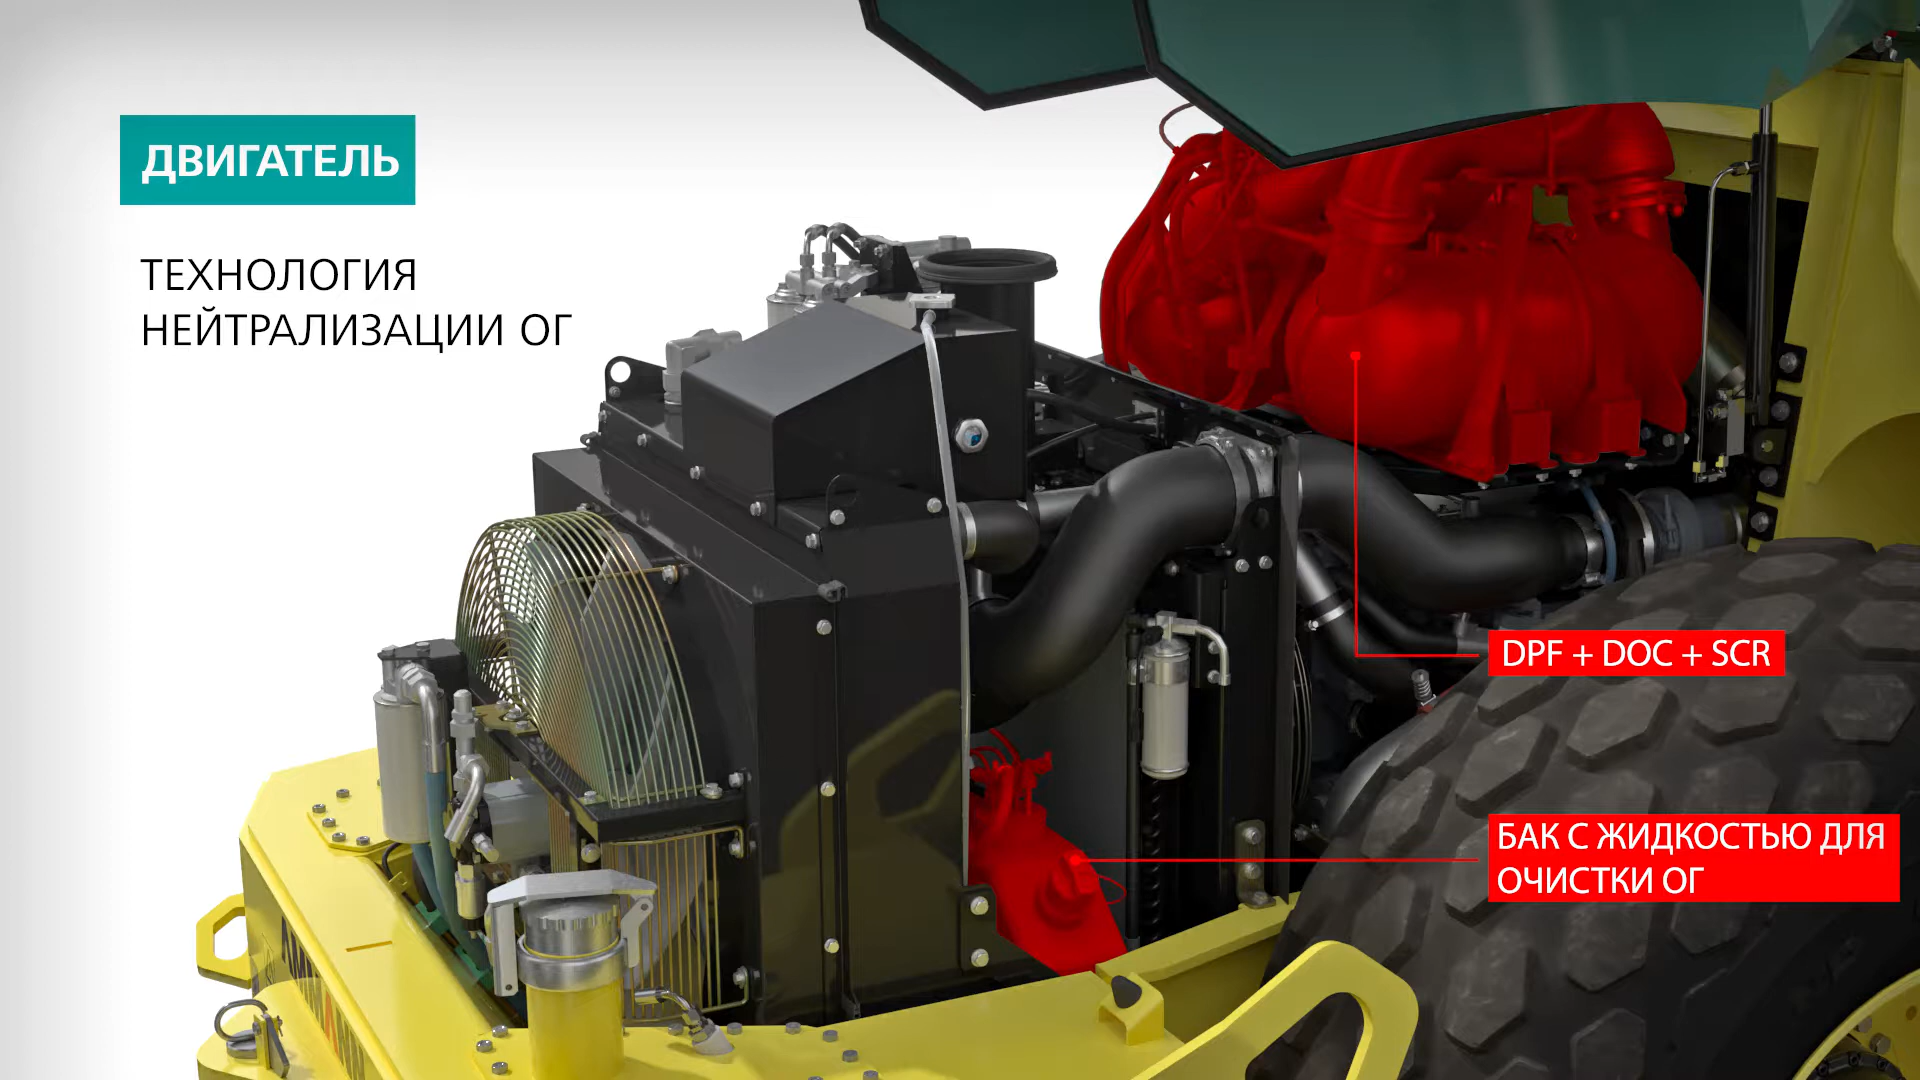 ДВИГАТЕЛЬ
ТЕХНОЛОГИЯ
НЕЙТРАЛИЗАЦИИ ОГ
DPF + DOC + SCR
БАК С ЖИДКОСТЬЮ ДЛЯ
ОЧИСТКИ ОГ